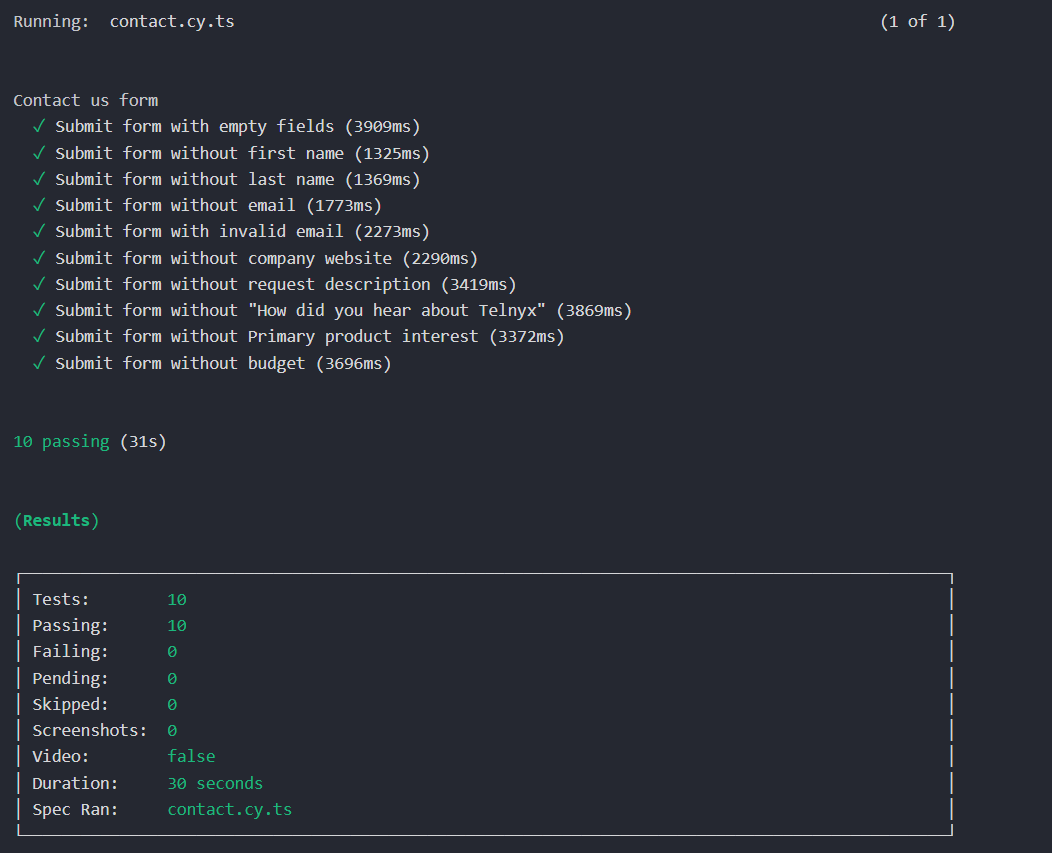 Running:  contact.cy.ts (1 of 1)
Contact us form
✓ Submit form with empty fields (3909ms)
✓ Submit form without first name (1325ms)
✓ Submit form without last name (1369ms)
✓ Submit form without email (1773ms)
✓ Submit form with invalid email (2273ms)
✓ Submit form without company website (2290ms)
✓ Submit form without request description (3419ms)
✓ Submit form without "How did you hear about Telnyx" (3869ms)
✓ Submit form without Primary product interest (3372ms)
✓ Submit form without budget (3696ms)
10 passing (31s)
(Results)
Tests: 10
Passing: 10
Failing: 0
Pending: 0
Skipped: 0
Screenshots: 0
Video: false
Duration: 30 seconds
Spec Ran: contact.cy.ts